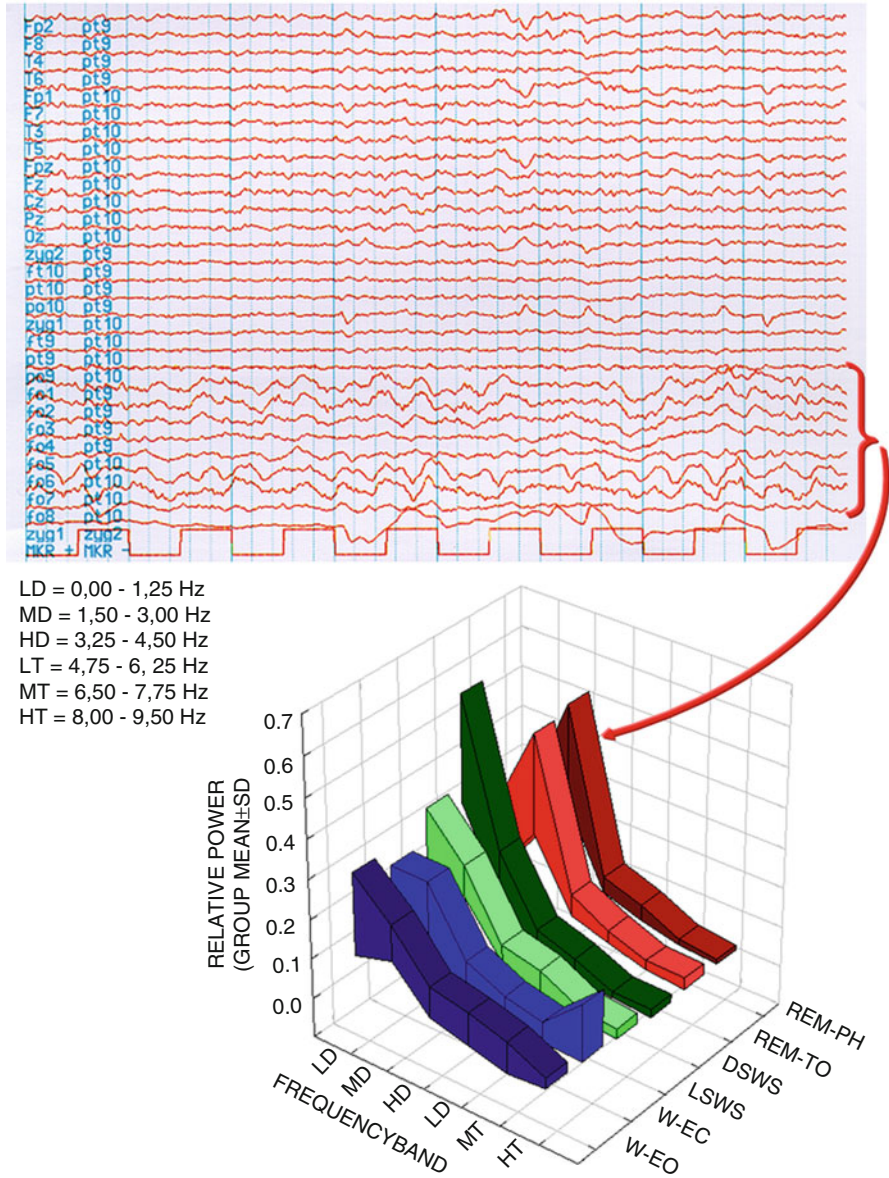 Fp2 pt9
F8 pt9
T4 pt9
T6 pt9
Fp1 pt10
F7 pt10
T3 pt10
T5 pt10
Fpz pt10
Fz pt10
Cz pt10
Pz pt10
Oz pt10
zyg2 pt9
ft10 pt9
pt10 pt9
po10 pt9
zyg1 pt10
ft9 pt10
pt9 pt10
po9 pt10
fo1 pt9
fo2 pt9
fo3 pt9
fo4 pt9
fo5 pt10
fo6 pt10
fo7 pt10
fo8 pt10
zyg1 zyg2
MKR + MKR -
LD = 0,00 - 1,25 Hz
MD = 1,50 - 3,00 Hz
HD = 3,25 - 4,50 Hz
LT = 4,75 - 6, 25 Hz
MT = 6,50 - 7,75 Hz
HT = 8,00 - 9,50 Hz
0.7
0.6
0.5
0.4
0.3
0.2
0.1
0.0
RELATIVE POWER
(GROUP MEAN±SD
LD
MD
HD
LD
MT
HT
FREQUENCYBAND
REM-PH
REM-TO
DSWS
LSWS
W-EC
W-EO